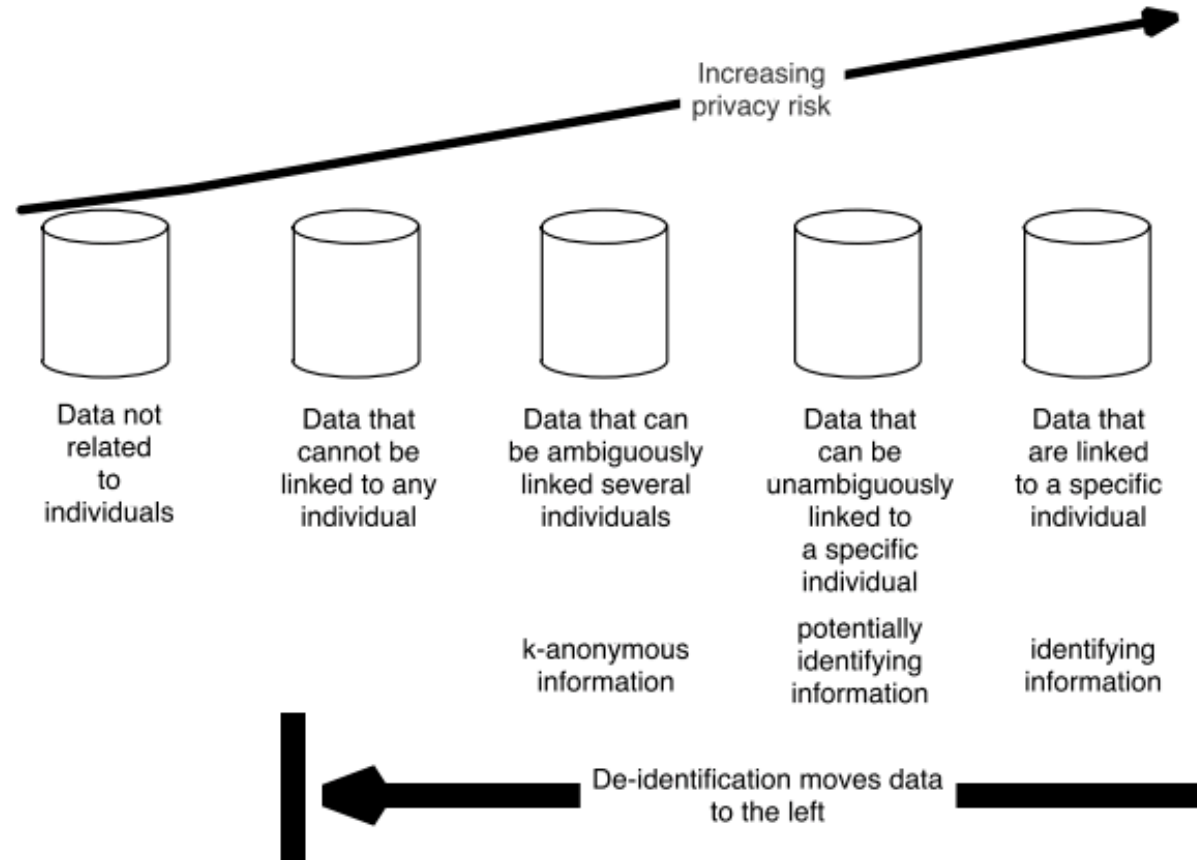 Increasing
privacy risk
Data not
related
to
individuals
Data that
cannot be
linked to any
individual
Data that can
be ambiguously
linked several
individuals
Data that
can be
unambiguously
linked to
a specific
individual
Data that
are linked
to a specific
individual
k-anonymous
information
potentially
identifying
information
identifying
information
De-identification moves data
to the left